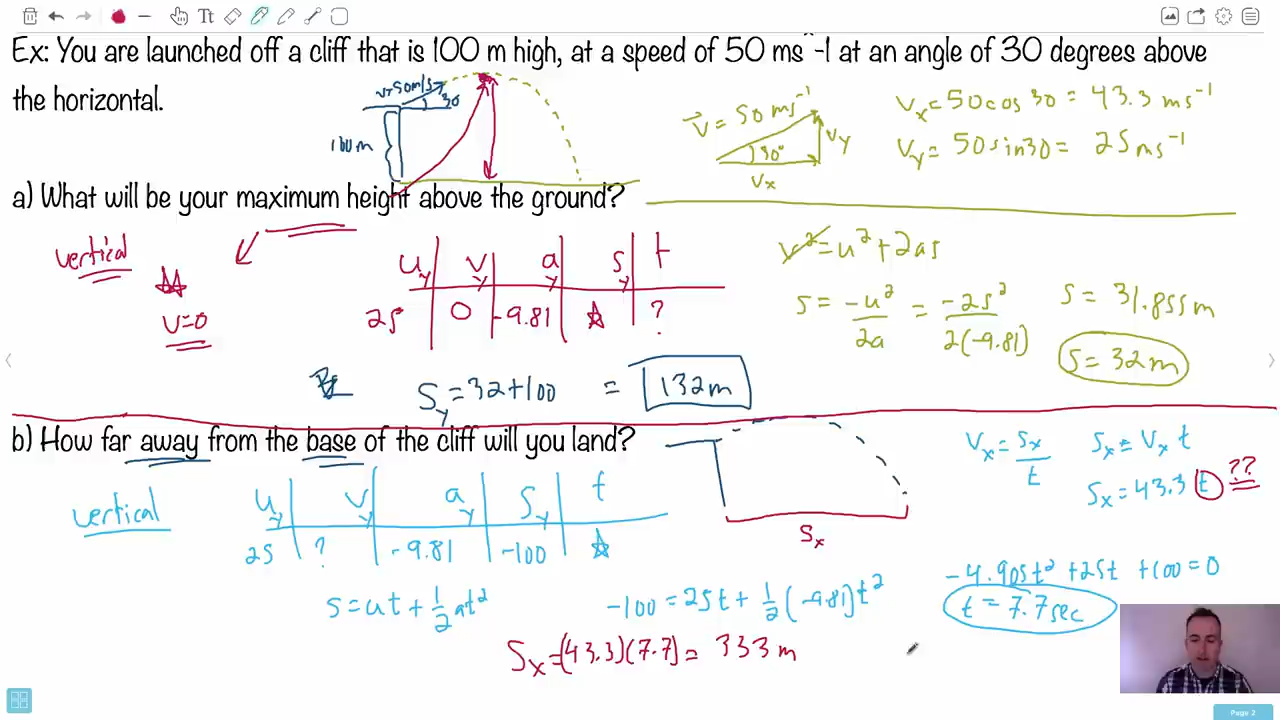 Ex: You are launched off a cliff that is 100 m high, at a speed of 50 ms^-1 at an angle of 30 degrees above
the horizontal.
v=50m/s
30
100m
v⃗ = 50 ms⁻¹
30°
Vy
Vx
Vx = 50cos30 = 43.3 ms⁻¹
Vy = 50sin30 = 25 ms⁻¹
a) What will be your maximum height above the ground?
vertical
v=0
uy vy ay sy t
25 0 -9.81 ☆ ?
v² = u² + 2as
s = -u²/2a = -25²/2(-9.81)
s = 31.855m
s = 32m
Sy = 32+100 = 132m
b) How far away from the base of the cliff will you land?
vertical
uy vy ay Sy t
25 ? -9.81 -100 ☆
Sx
Vx = Sx/t
Sx = Vx t
Sx = 43.3 t ??
s = ut + 1/2 at²
-100 = 25t + 1/2(-9.81)t²
-4.905t² + 25t + 100 = 0
t = 7.7sec
Sx = (43.3)(7.7) = 333m
Page 2